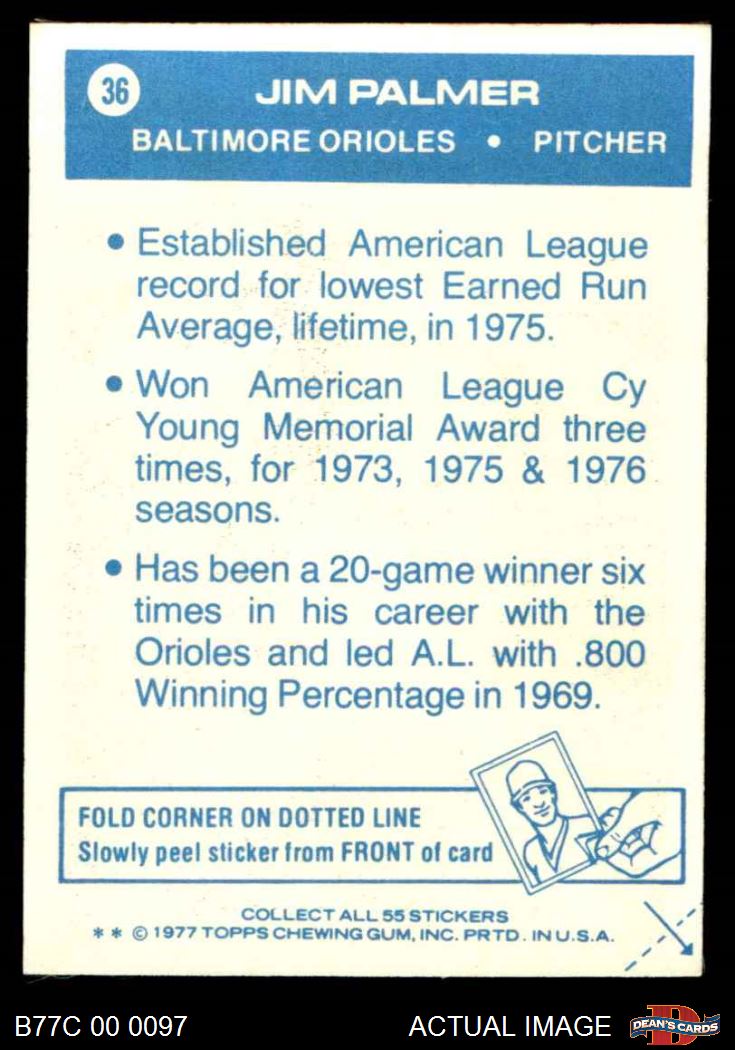 36
JIM PALMER
BALTIMORE ORIOLES • PITCHER
• Established American League
record for lowest Earned Run
Average, lifetime, in 1975.
• Won American League Cy
Young Memorial Award three
times, for 1973, 1975 & 1976
seasons.
• Has been a 20-game winner six
times in his career with the
Orioles and led A.L. with .800
Winning Percentage in 1969.
FOLD CORNER ON DOTTED LINE
Slowly peel sticker from FRONT of card
COLLECT ALL 55 STICKERS
* * © 1977 TOPPS CHEWING GUM, INC. PRTD. IN U.S.A.
B77C 00 0097
ACTUAL IMAGE
D
DEAN'S CARDS